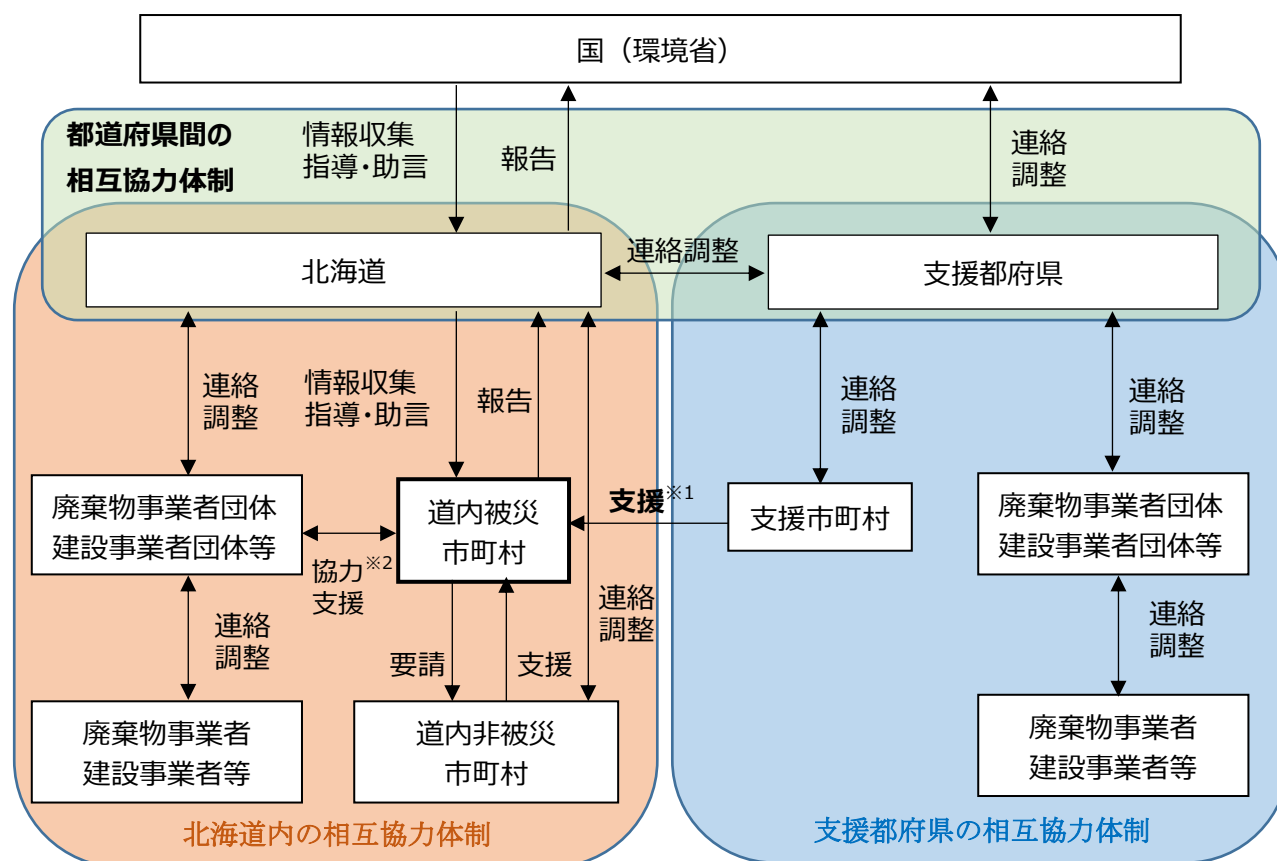 国（環境省）
都道府県間の
相互協力体制
情報収集
指導・助言
報告
連絡
調整
北海道
連絡調整
支援都府県
連絡
調整
情報収集
指導・助言
報告
連絡
調整
連絡
調整
廃棄物事業者団体
建設事業者団体等
道内被災
市町村
支援※1
支援市町村
廃棄物事業者団体
建設事業者団体等
協力※2
支援
連絡
調整
連絡
調整
連絡
調整
要請
支援
廃棄物事業者
建設事業者等
道内非被災
市町村
廃棄物事業者
建設事業者等
北海道内の相互協力体制
支援都府県の相互協力体制